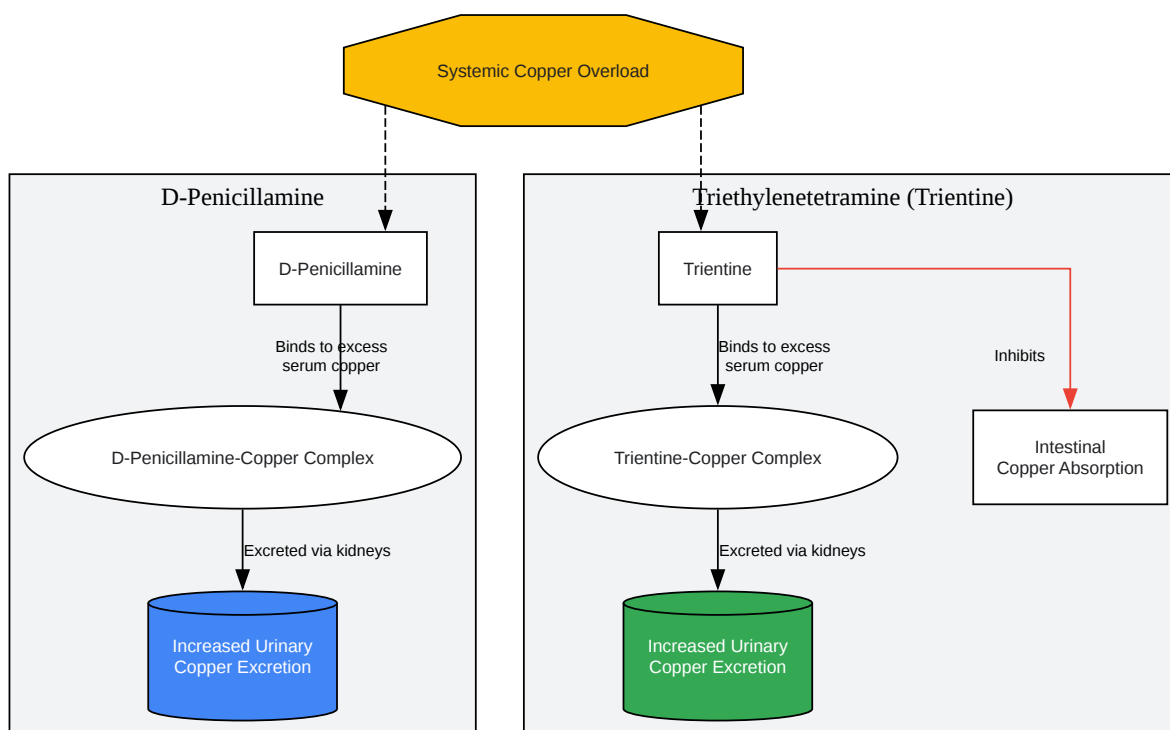 Systemic Copper Overload
D-Penicillamine
D-Penicillamine
Binds to excess
serum copper
D-Penicillamine-Copper Complex
Excreted via kidneys
Increased Urinary
Copper Excretion
Triethylenetetramine (Trientine)
Trientine
Binds to excess
serum copper
Inhibits
Trientine-Copper Complex
Intestinal
Copper Absorption
Excreted via kidneys
Increased Urinary
Copper Excretion